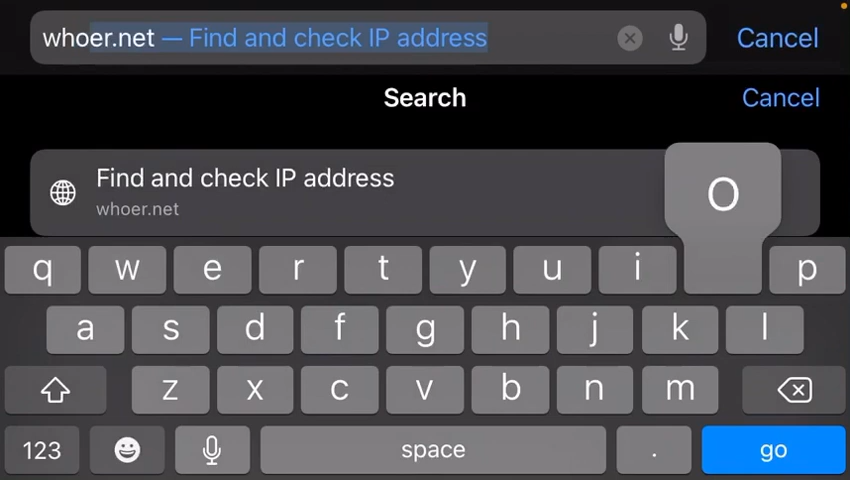 whoer.net — Find and check IP address
Cancel
Search
Cancel
Find and check IP address
whoer.net
O
q w e r t y u i p
a s d f g h j k l
z x c v b n m
123 space . go